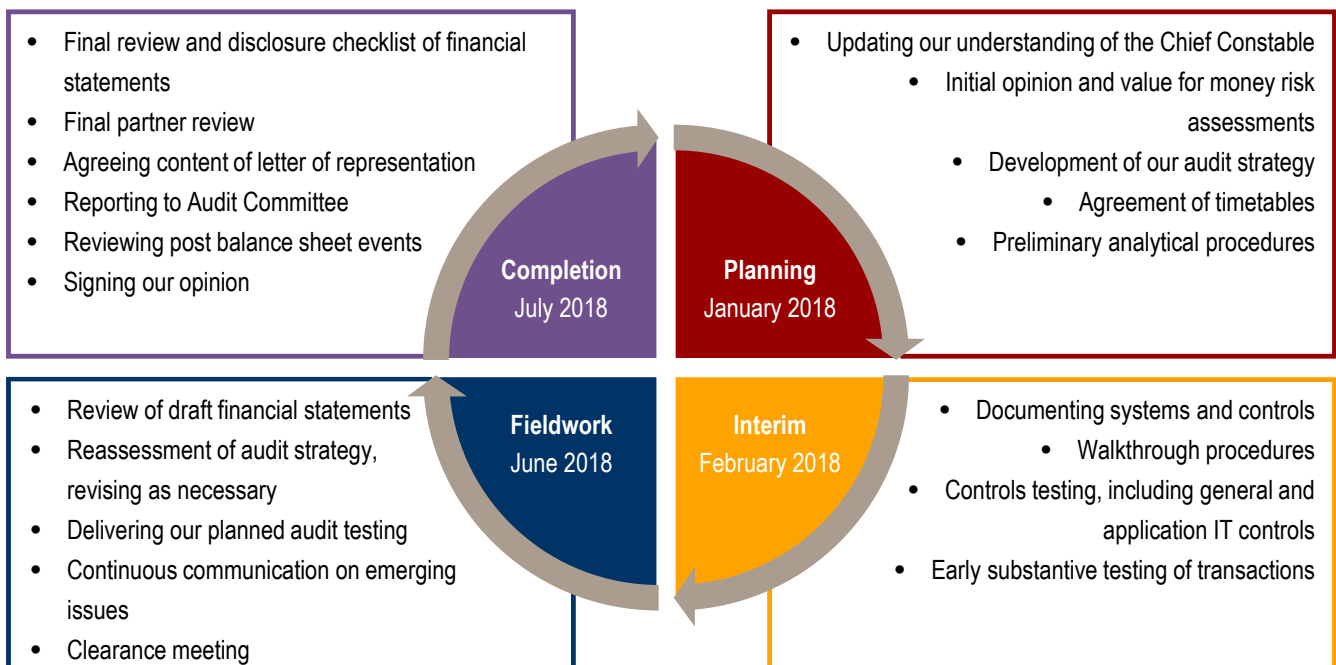 • Final review and disclosure checklist of financial
statements
• Final partner review
• Agreeing content of letter of representation
• Reporting to Audit Committee
• Reviewing post balance sheet events
• Signing our opinion
Completion
July 2018
Planning
January 2018
• Updating our understanding of the Chief Constable
• Initial opinion and value for money risk
assessments
• Development of our audit strategy
• Agreement of timetables
• Preliminary analytical procedures
• Review of draft financial statements
• Reassessment of audit strategy,
revising as necessary
• Delivering our planned audit testing
• Continuous communication on emerging
issues
• Clearance meeting
Fieldwork
June 2018
Interim
February 2018
• Documenting systems and controls
• Walkthrough procedures
• Controls testing, including general and
application IT controls
• Early substantive testing of transactions